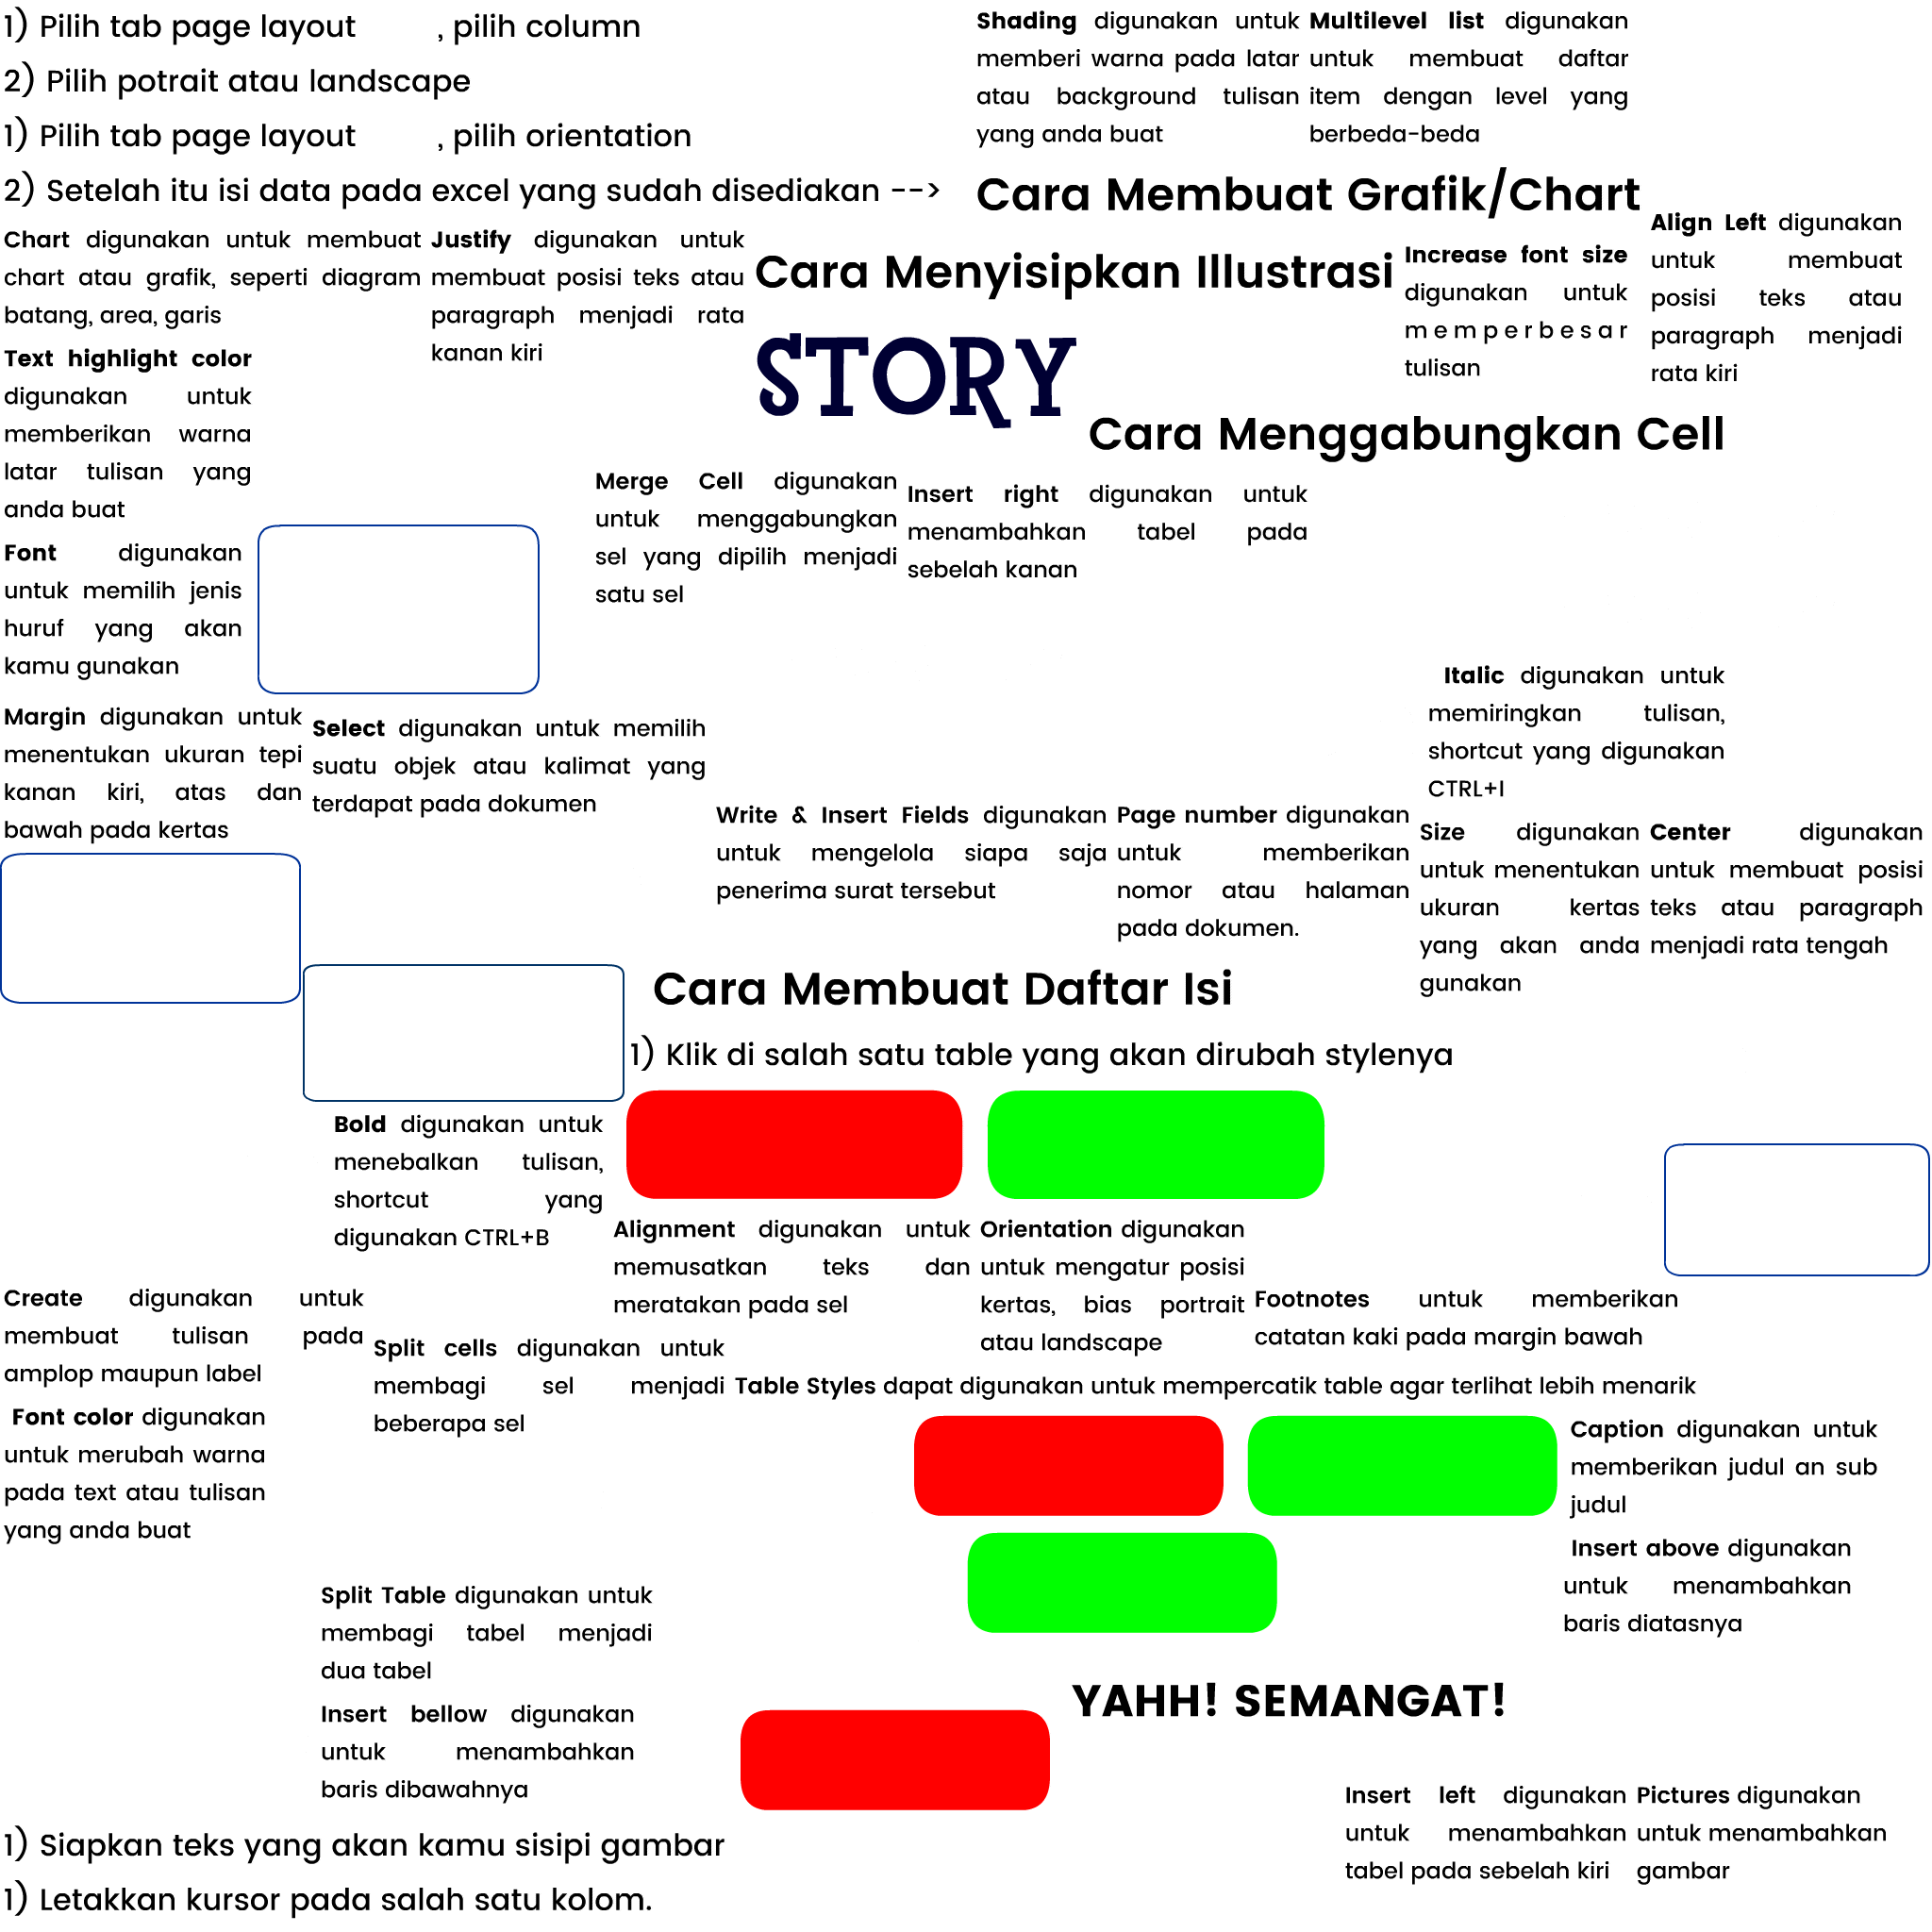 1) Pilih tab page layout , pilih column
2) Pilih potrait atau landscape
1) Pilih tab page layout , pilih orientation
2) Setelah itu isi data pada excel yang sudah disediakan -->
Shading digunakan untuk
memberi warna pada latar
atau background tulisan
yang anda buat
Multilevel list digunakan
untuk membuat daftar
item dengan level yang
berbeda-beda
Cara Membuat Grafik/Chart
Chart digunakan untuk membuat
chart atau grafik, seperti diagram
batang, area, garis
Justify digunakan untuk
membuat posisi teks atau
paragraph menjadi rata
kanan kiri
Cara Menyisipkan Illustrasi
Increase font size
digunakan untuk
memperbesar
tulisan
Align Left digunakan
untuk membuat
posisi teks atau
paragraph menjadi
rata kiri
STORY
Text highlight color
digunakan untuk
memberikan warna
latar tulisan yang
anda buat
Cara Menggabungkan Cell
Merge Cell digunakan
untuk menggabungkan
sel yang dipilih menjadi
satu sel
Insert right digunakan untuk
menambahkan tabel pada
sebelah kanan
Font digunakan
untuk memilih jenis
huruf yang akan
kamu gunakan
Italic digunakan untuk
memiringkan tulisan,
shortcut yang digunakan
CTRL+I
Margin digunakan untuk
menentukan ukuran tepi
kanan kiri, atas dan
bawah pada kertas
Select digunakan untuk memilih
suatu objek atau kalimat yang
terdapat pada dokumen
Write & Insert Fields digunakan
untuk mengelola siapa saja
penerima surat tersebut
Page number digunakan
untuk memberikan
nomor atau halaman
pada dokumen.
Size digunakan
untuk menentukan
ukuran kertas
yang akan anda
gunakan
Center digunakan
untuk membuat posisi
teks atau paragraph
menjadi rata tengah
Cara Membuat Daftar Isi
1) Klik di salah satu table yang akan dirubah stylenya
Bold digunakan untuk
menebalkan tulisan,
shortcut yang
digunakan CTRL+B
Alignment digunakan untuk
memusatkan teks dan
meratakan pada sel
Orientation digunakan
untuk mengatur posisi
kertas, bias portrait
atau landscape
Footnotes untuk memberikan
catatan kaki pada margin bawah
Create digunakan untuk
membuat tulisan pada
amplop maupun label
Split cells digunakan untuk
membagi sel menjadi
beberapa sel
Table Styles dapat digunakan untuk mempercatik table agar terlihat lebih menarik
Font color digunakan
untuk merubah warna
pada text atau tulisan
yang anda buat
Caption digunakan untuk
memberikan judul an sub
judul
Insert above digunakan
untuk menambahkan
baris diatasnya
Split Table digunakan untuk
membagi tabel menjadi
dua tabel
YAHH! SEMANGAT!
Insert bellow digunakan
untuk menambahkan
baris dibawahnya
Insert left digunakan
untuk menambahkan
tabel pada sebelah kiri
Pictures digunakan
untuk menambahkan
gambar
1) Siapkan teks yang akan kamu sisipi gambar
1) Letakkan kursor pada salah satu kolom.